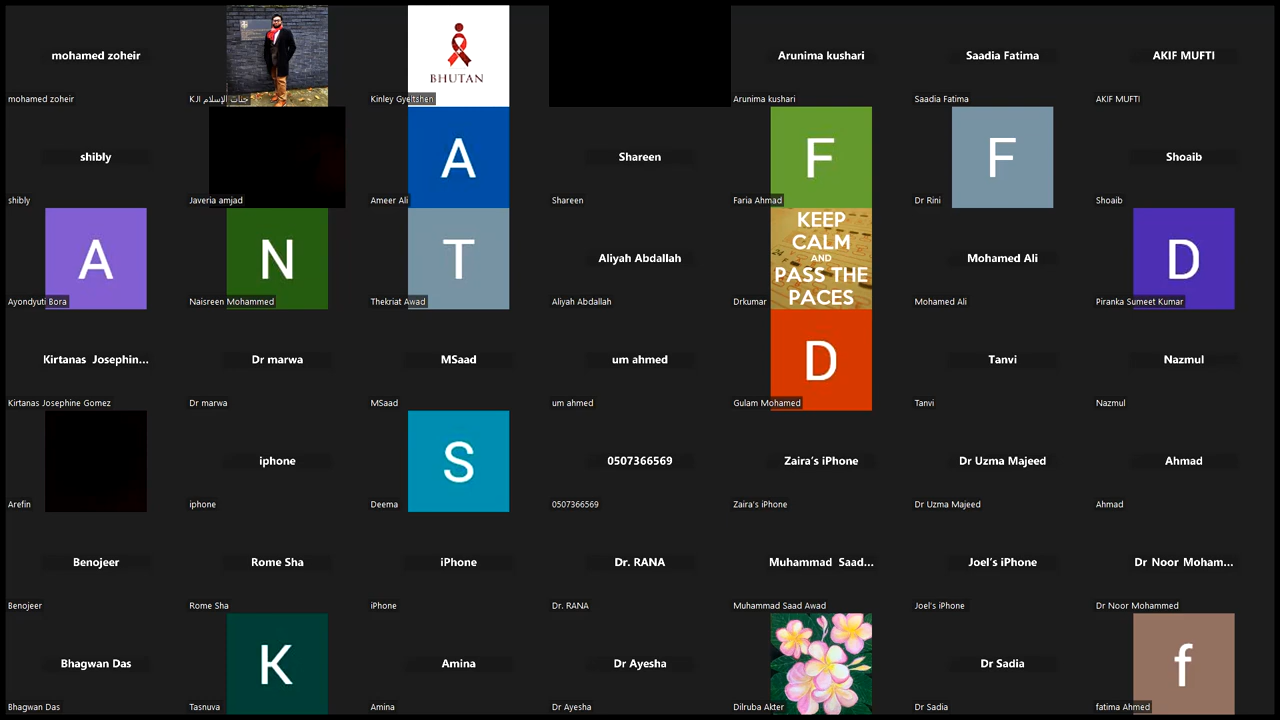 mohamed zoheir
BHUTAN
Arunima kushari
Saadia Fatima
AKIF MUFTI
mohamed zoheir
KJI جنات الإسلام
Kinley Gyeltshen
Arunima kushari
Saadia Fatima
AKIF MUFTI
shibly
A
Shareen
F
F
Shoaib
shibly
Javeria amjad
Ameer Ali
Shareen
Faria Ahmad
Dr Rini
Shoaib
A
N
T
Aliyah Abdallah
KEEP
CALM
AND
PASS THE
PACES
Mohamed Ali
D
Ayondyuti Bora
Naisreen Mohammed
Thekriat Awad
Aliyah Abdallah
Drkumar
Mohamed Ali
Piranka Sumeet Kumar
Kirtanas Josephin...
Dr marwa
MSaad
um ahmed
D
Tanvi
Nazmul
Kirtanas Josephine Gomez
Dr marwa
MSaad
um ahmed
Gulam Mohamed
Tanvi
Nazmul
iphone
S
0507366569
Zaira's iPhone
Dr Uzma Majeed
Ahmad
Arefin
iphone
Deema
0507366569
Zaira's iPhone
Dr Uzma Majeed
Ahmad
Benojeer
Rome Sha
iPhone
Dr. RANA
Muhammad Saad...
Joel's iPhone
Dr Noor Moham...
Benojeer
Rome Sha
iPhone
Dr. RANA
Muhammad Saad Awad
Joel's iPhone
Dr Noor Mohammed
Bhagwan Das
K
Amina
Dr Ayesha
Dr Sadia
f
Bhagwan Das
Tasnuva
Amina
Dr Ayesha
Dilruba Akter
Dr Sadia
fatima Ahmed